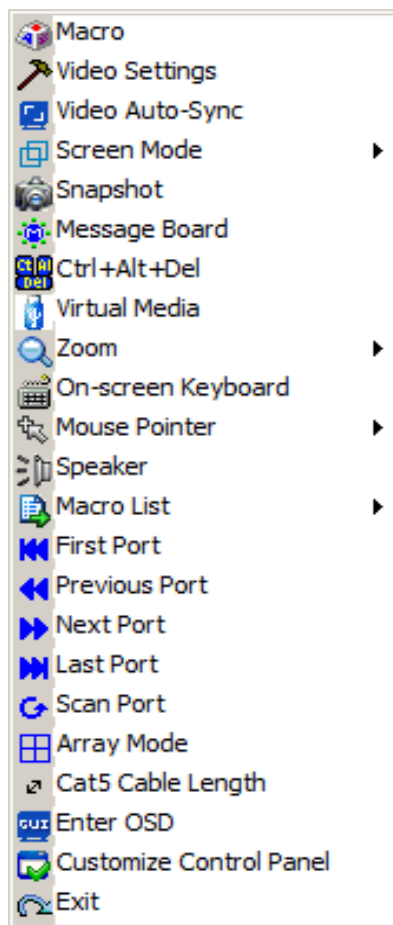 Macro
Video Settings
Video Auto-Sync
Screen Mode
Snapshot
Message Board
Ctrl+Alt+Del
Virtual Media
Zoom
On-screen Keyboard
Mouse Pointer
Speaker
Macro List
First Port
Previous Port
Next Port
Last Port
Scan Port
Array Mode
Cat5 Cable Length
GUI Enter OSD
Customize Control Panel
Exit